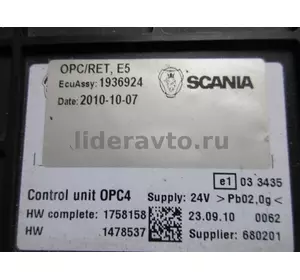 OPC/RET, E5
EcuAssy: 1936924
SCANIA
Date: 2010-10-07
lideravto.ru
e1 03 3435
Control unit OPC4 Supply: 24V >Pb02,0g<
HW complete: 1758158 23.09.10 0062
HW 1478537 Supplier: 680201